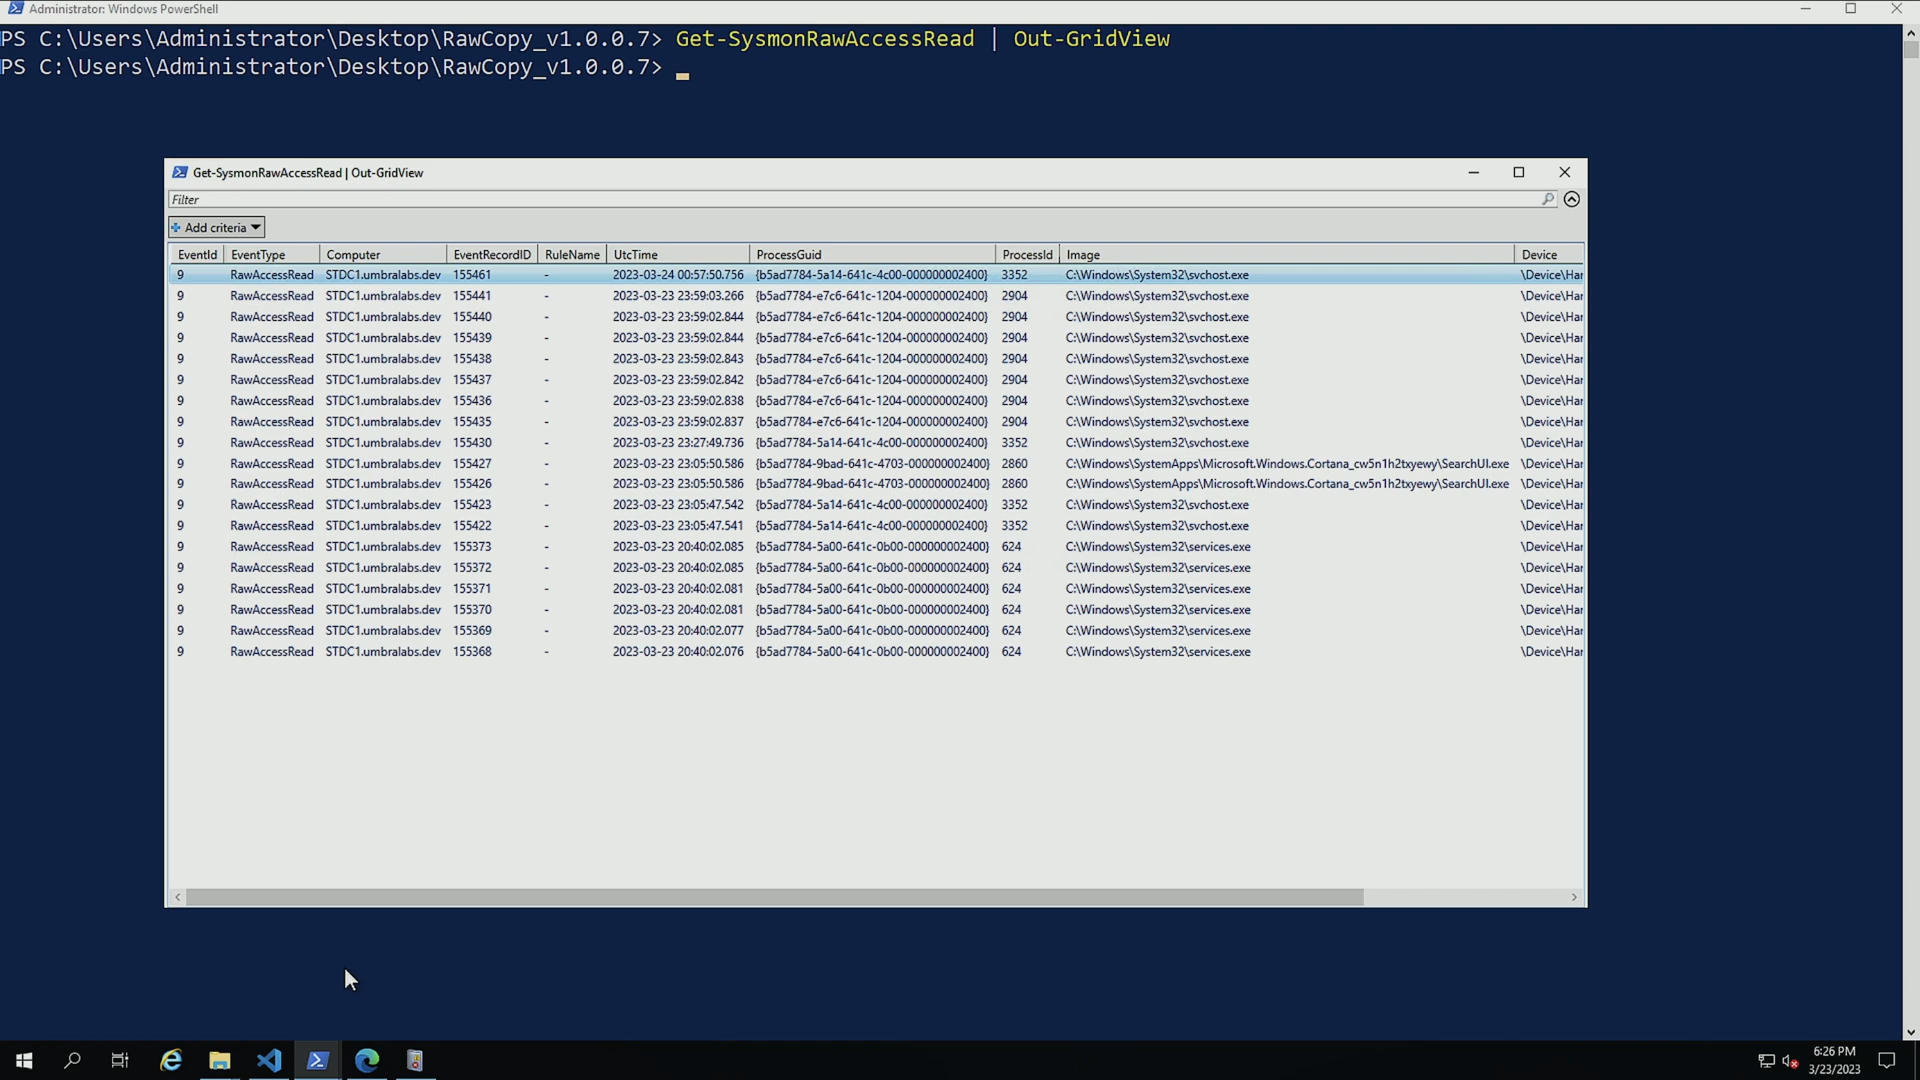 Administrator: Windows PowerShell
PS C:\Users\Administrator\Desktop\RawCopy_v1.0.0.7> Get-SysmonRawAccessRead | Out-GridView
PS C:\Users\Administrator\Desktop\RawCopy_v1.0.0.7>
Get-SysmonRawAccessRead | Out-GridView
Filter
Add criteria
EventId EventType Computer EventRecordID RuleName UtcTime ProcessGuid ProcessId Image Device
9 RawAccessRead STDC1.umbralabs.dev 155461 - 2023-03-24 00:57:50.756 {b5ad7784-5a14-641c-4c00-000000002400} 3352 C:\Windows\System32\svchost.exe \Device\Har
9 RawAccessRead STDC1.umbralabs.dev 155441 - 2023-03-23 23:59:03.266 {b5ad7784-e7c6-641c-1204-000000002400} 2904 C:\Windows\System32\svchost.exe \Device\Har
9 RawAccessRead STDC1.umbralabs.dev 155440 - 2023-03-23 23:59:02.844 {b5ad7784-e7c6-641c-1204-000000002400} 2904 C:\Windows\System32\svchost.exe \Device\Har
9 RawAccessRead STDC1.umbralabs.dev 155439 - 2023-03-23 23:59:02.844 {b5ad7784-e7c6-641c-1204-000000002400} 2904 C:\Windows\System32\svchost.exe \Device\Har
9 RawAccessRead STDC1.umbralabs.dev 155438 - 2023-03-23 23:59:02.843 {b5ad7784-e7c6-641c-1204-000000002400} 2904 C:\Windows\System32\svchost.exe \Device\Har
9 RawAccessRead STDC1.umbralabs.dev 155437 - 2023-03-23 23:59:02.842 {b5ad7784-e7c6-641c-1204-000000002400} 2904 C:\Windows\System32\svchost.exe \Device\Har
9 RawAccessRead STDC1.umbralabs.dev 155436 - 2023-03-23 23:59:02.838 {b5ad7784-e7c6-641c-1204-000000002400} 2904 C:\Windows\System32\svchost.exe \Device\Har
9 RawAccessRead STDC1.umbralabs.dev 155435 - 2023-03-23 23:59:02.837 {b5ad7784-e7c6-641c-1204-000000002400} 2904 C:\Windows\System32\svchost.exe \Device\Har
9 RawAccessRead STDC1.umbralabs.dev 155430 - 2023-03-23 23:27:49.736 {b5ad7784-5a14-641c-4c00-000000002400} 3352 C:\Windows\System32\svchost.exe \Device\Har
9 RawAccessRead STDC1.umbralabs.dev 155427 - 2023-03-23 23:05:50.586 {b5ad7784-9bad-641c-4703-000000002400} 2860 C:\Windows\SystemApps\Microsoft.Windows.Cortana_cw5n1h2txyewy\SearchUI.exe \Device\Har
9 RawAccessRead STDC1.umbralabs.dev 155426 - 2023-03-23 23:05:50.586 {b5ad7784-9bad-641c-4703-000000002400} 2860 C:\Windows\SystemApps\Microsoft.Windows.Cortana_cw5n1h2txyewy\SearchUI.exe \Device\Har
9 RawAccessRead STDC1.umbralabs.dev 155423 - 2023-03-23 23:05:47.542 {b5ad7784-5a14-641c-4c00-000000002400} 3352 C:\Windows\System32\svchost.exe \Device\Har
9 RawAccessRead STDC1.umbralabs.dev 155422 - 2023-03-23 23:05:47.541 {b5ad7784-5a14-641c-4c00-000000002400} 3352 C:\Windows\System32\svchost.exe \Device\Har
9 RawAccessRead STDC1.umbralabs.dev 155373 - 2023-03-23 20:40:02.085 {b5ad7784-5a00-641c-0b00-000000002400} 624 C:\Windows\System32\services.exe \Device\Har
9 RawAccessRead STDC1.umbralabs.dev 155372 - 2023-03-23 20:40:02.085 {b5ad7784-5a00-641c-0b00-000000002400} 624 C:\Windows\System32\services.exe \Device\Har
9 RawAccessRead STDC1.umbralabs.dev 155371 - 2023-03-23 20:40:02.081 {b5ad7784-5a00-641c-0b00-000000002400} 624 C:\Windows\System32\services.exe \Device\Har
9 RawAccessRead STDC1.umbralabs.dev 155370 - 2023-03-23 20:40:02.081 {b5ad7784-5a00-641c-0b00-000000002400} 624 C:\Windows\System32\services.exe \Device\Har
9 RawAccessRead STDC1.umbralabs.dev 155369 - 2023-03-23 20:40:02.077 {b5ad7784-5a00-641c-0b00-000000002400} 624 C:\Windows\System32\services.exe \Device\Har
9 RawAccessRead STDC1.umbralabs.dev 155368 - 2023-03-23 20:40:02.076 {b5ad7784-5a00-641c-0b00-000000002400} 624 C:\Windows\System32\services.exe \Device\Har
6:26 PM
3/23/2023